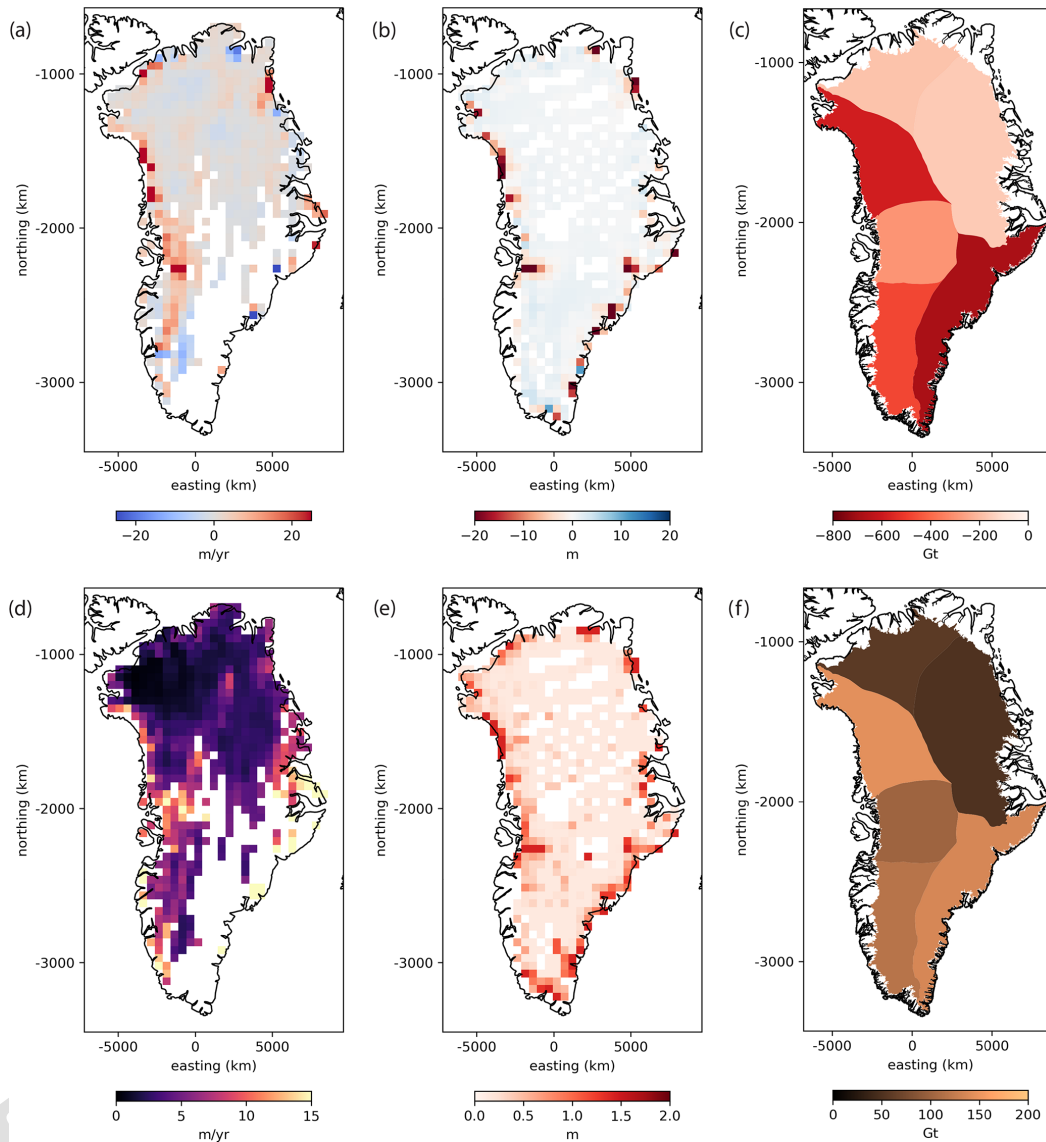 (a)
(b)
(c)
-1000
-2000
-3000
northing (km)
-5000 0 5000
easting (km)
-20 0 20
m/yr
-1000
-2000
-3000
northing (km)
-5000 0 5000
easting (km)
−20 −10 0 10 20
m
-1000
-2000
-3000
northing (km)
-5000 0 5000
easting (km)
−800 −600 −400 −200 0
Gt
(d)
(e)
(f)
-1000
-2000
-3000
northing (km)
-5000 0 5000
easting (km)
0 5 10 15
m/yr
-1000
-2000
-3000
northing (km)
-5000 0 5000
easting (km)
0.0 0.5 1.0 1.5 2.0
m
-1000
-2000
-3000
northing (km)
-5000 0 5000
easting (km)
0 50 100 150 200
Gt